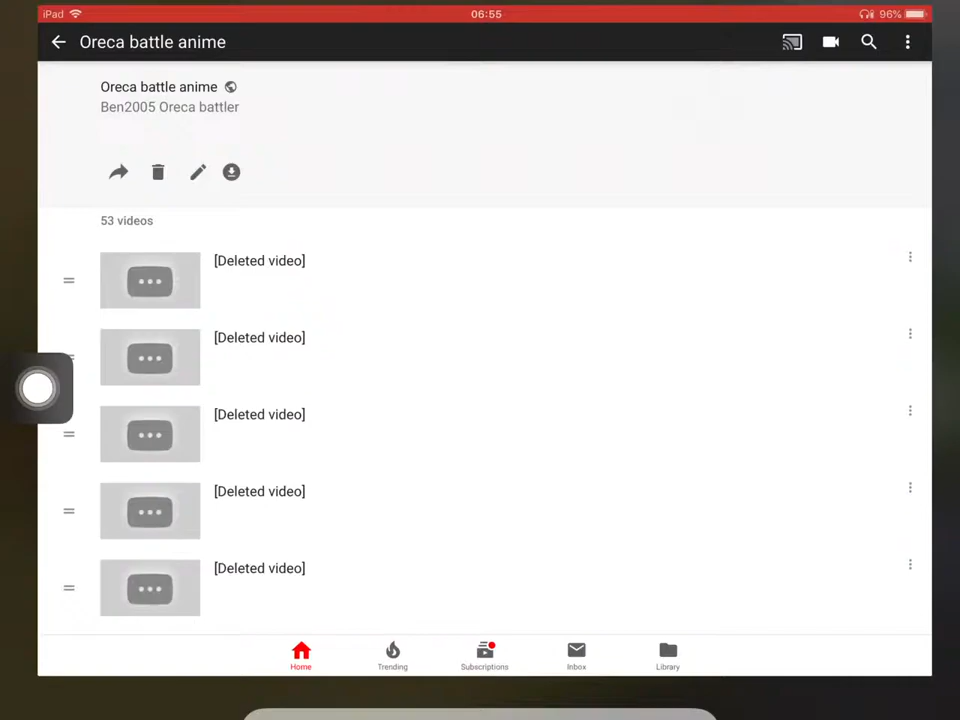 iPad 06:55 96%
Oreca battle anime
Oreca battle anime
Ben2005 Oreca battler
53 videos
[Deleted video]
[Deleted video]
[Deleted video]
[Deleted video]
[Deleted video]
Home Trending Subscriptions Inbox Library